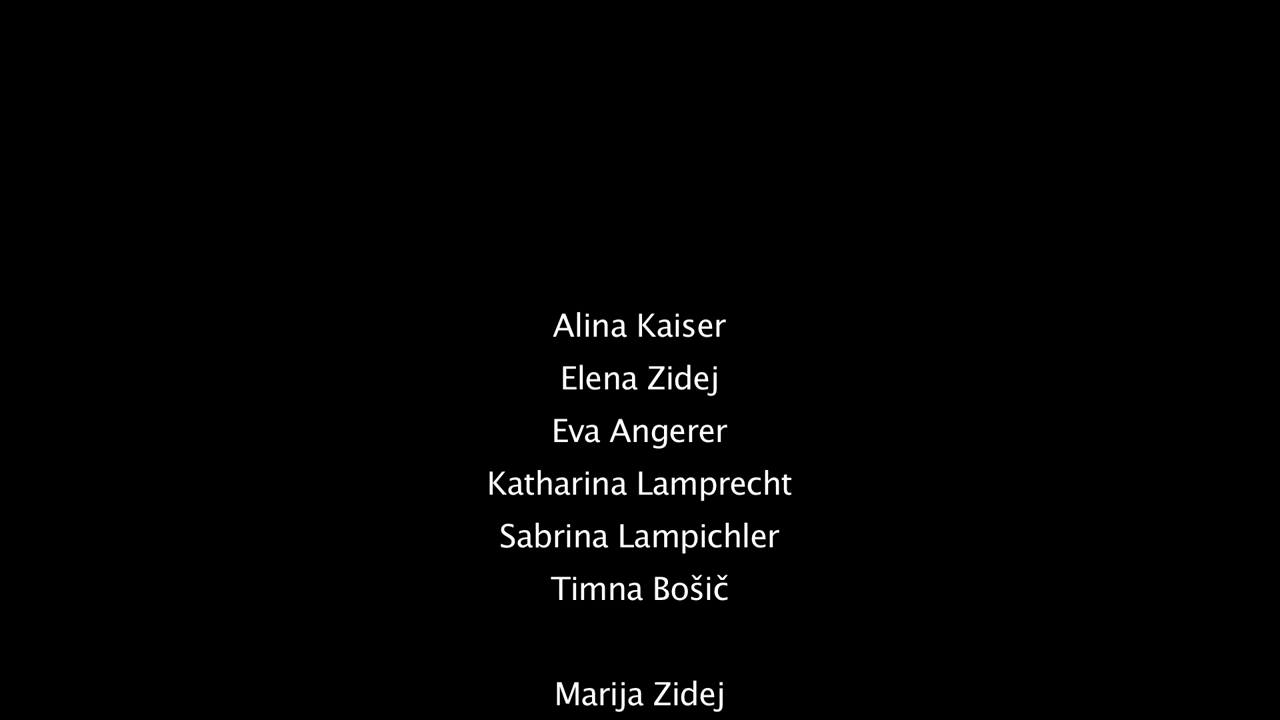 Alina Kaiser
Elena Zidej
Eva Angerer
Katharina Lamprecht
Sabrina Lampichler
Timna Bošič
Marija Zidej